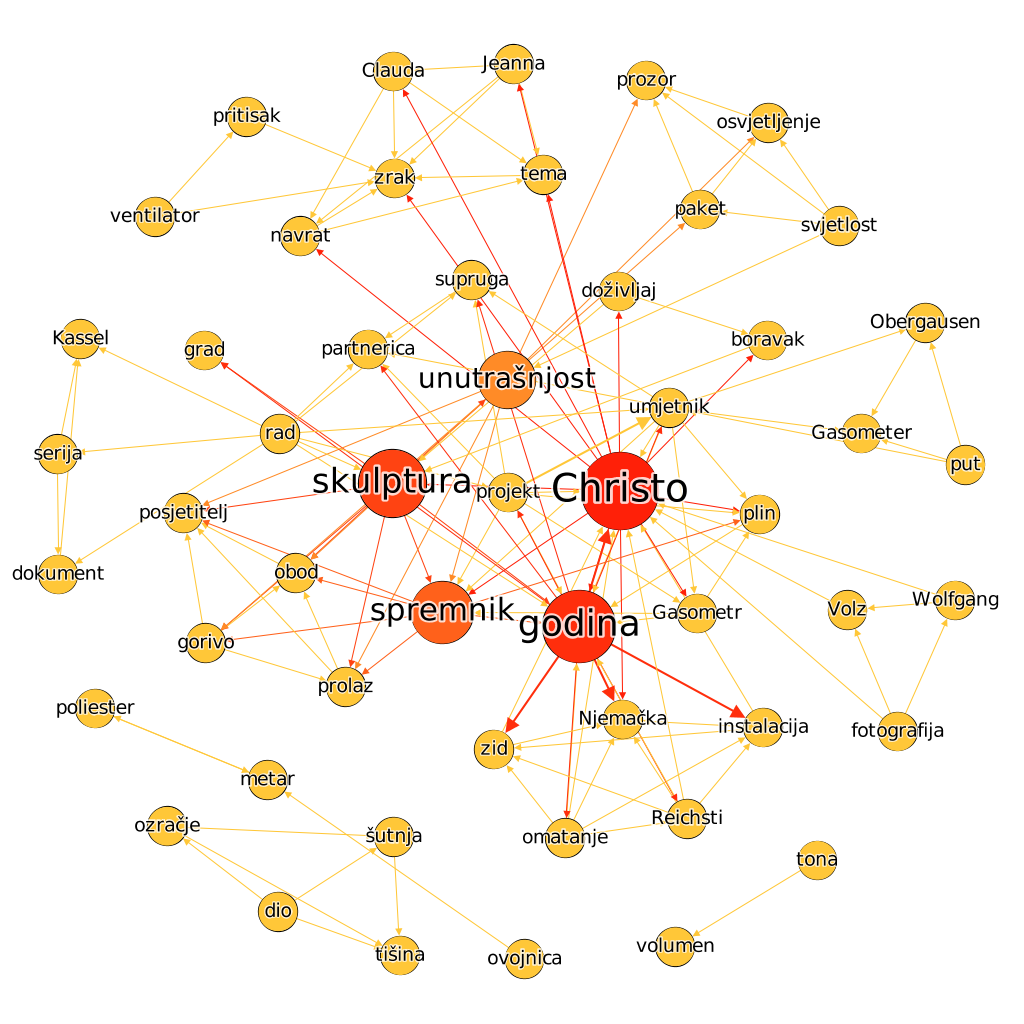 Clauda
Jeanna
prozor
pritisak
osvjetljenje
zrak
tema
ventilator
navrat
paket
svjetlost
supruga
doživljaj
Kassel
grad
partnerica
boravak
Obergausen
unutrašnjost
umjetnik
rad
Gasometer
serija
put
skulptura
projekt
Christo
posjetitelj
plin
dokument
obod
spremnik
godina
Gasometr
Volz
Wolfgang
gorivo
prolaz
poliester
Njemačka
instalacija
fotografija
zid
metar
ozračje
šutnja
omatanje
Reichsti
tona
dio
tišina
ovojnica
volumen